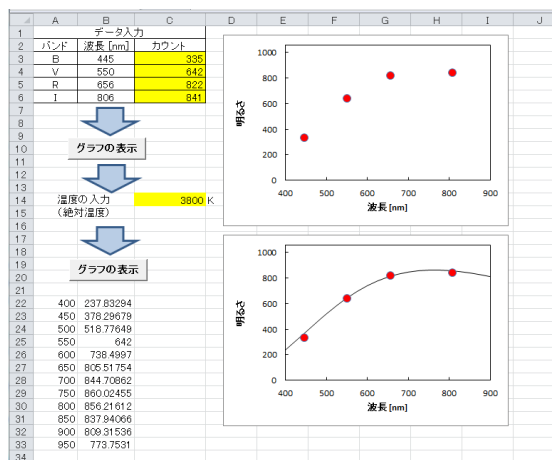 A B C D E F G H I J
1 データ入力
2 バンド 波長 [nm] カウント
3 B 445 335
4 V 550 642
5 R 656 822
6 I 806 841
7
8
9
10 グラフの表示
11
12
13
14 温度の入力 3800 K
15 (絶対温度)
16
17
18
19 グラフの表示
20
21
22 400 237.83294
23 450 378.29679
24 500 518.77649
25 550 642
26 600 738.4997
27 650 805.51754
28 700 844.70862
29 750 860.02455
30 800 856.21612
31 850 837.94066
32 900 809.31536
33 950 773.7531
34
1000
800
600
400
200
0
明るさ
400 500 600 700 800 900
波長 [nm]
1000
800
600
400
200
0
明るさ
400 500 600 700 800 900
波長 [nm]